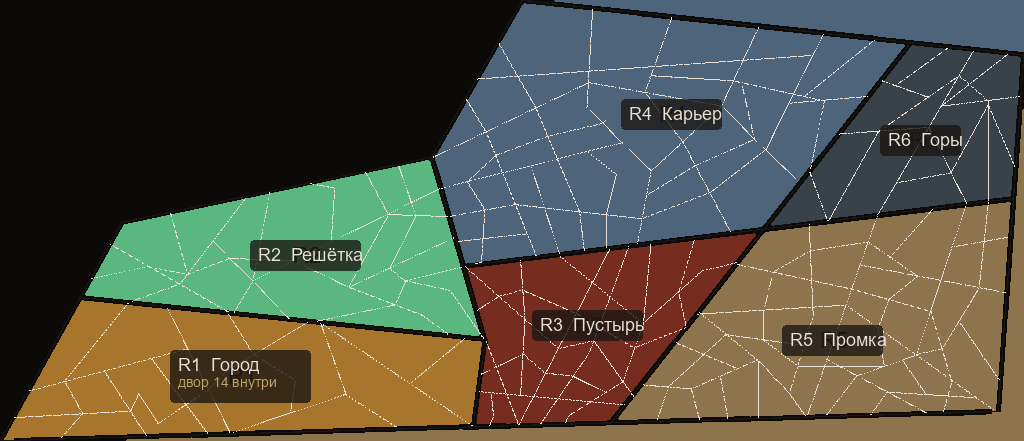 R4 Карьер
R6 Горы
R2 Решётка
R3 Пустырь
R5 Промка
R1 Город
двор 14 внутри